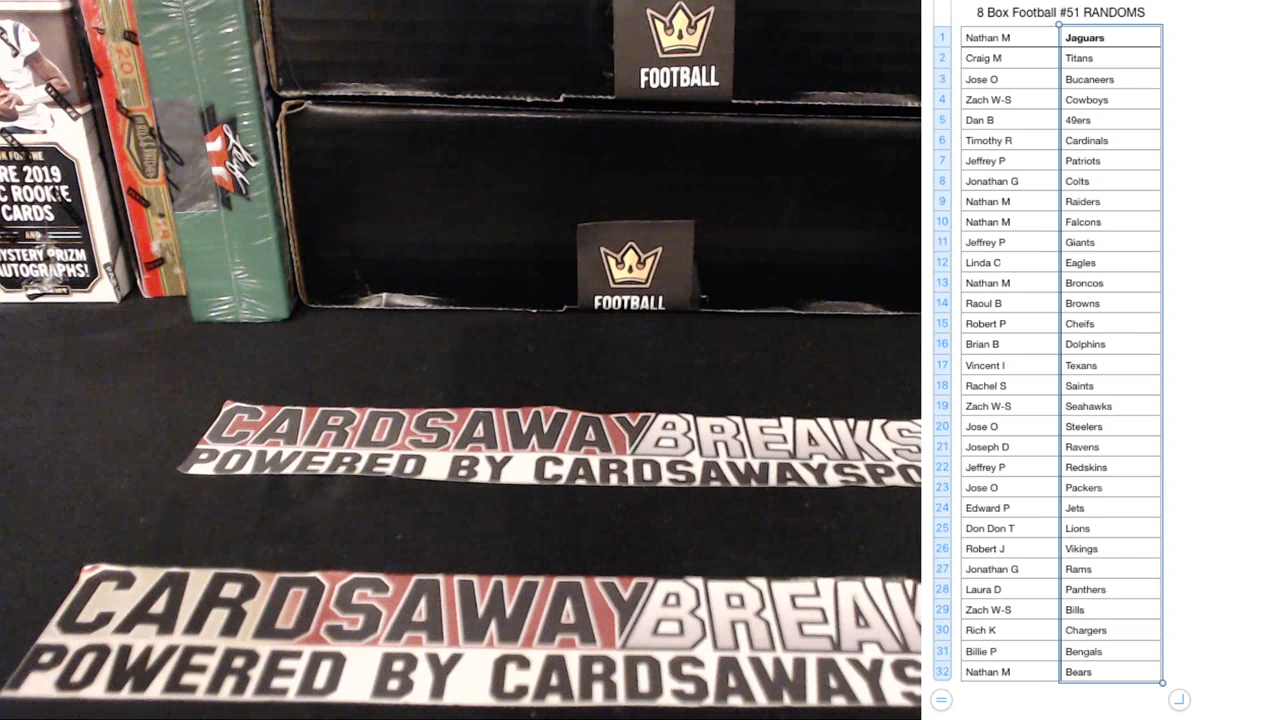 8 Box Football #51 RANDOMS
1 Nathan M Jaguars
2 Craig M Titans
3 Jose O Bucaneers
4 Zach W-S Cowboys
5 Dan B 49ers
6 Timothy R Cardinals
7 Jeffrey P Patriots
8 Jonathan G Colts
9 Nathan M Raiders
10 Nathan M Falcons
11 Jeffrey P Giants
12 Linda C Eagles
13 Nathan M Broncos
14 Raoul B Browns
15 Robert P Cheifs
16 Brian B Dolphins
17 Vincent I Texans
18 Rachel S Saints
19 Zach W-S Seahawks
20 Jose O Steelers
21 Joseph D Ravens
22 Jeffrey P Redskins
23 Jose O Packers
24 Edward P Jets
25 Don Don T Lions
26 Robert J Vikings
27 Jonathan G Rams
28 Laura D Panthers
29 Zach W-S Bills
30 Rich K Chargers
31 Billie P Bengals
32 Nathan M Bears
FOOTBALL
FOOTBALL
20
Leaf
K FOR THE
RE 2019
C ROOKIE
CARDS
AND
MYSTERY PRIZM
AUTOGRAPHS!
CARDSAWAYBREAKS
POWERED BY CARDSAWAYSPO
CARDSAWAYBREAK
POWERED BY CARDSAWAYS